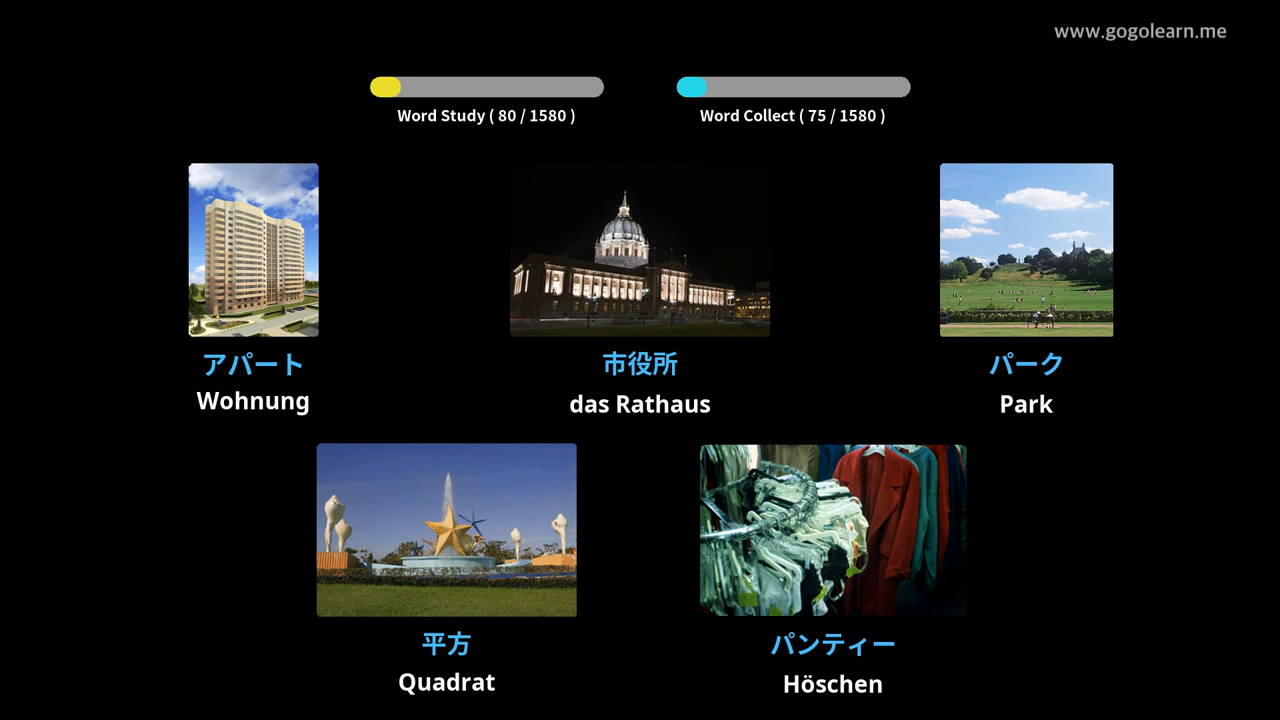 www.gogolearn.me
Word Study ( 80 / 1580 )
Word Collect ( 75 / 1580 )
アパート
Wohnung
市役所
das Rathaus
パーク
Park
平方
Quadrat
パンティー
Höschen